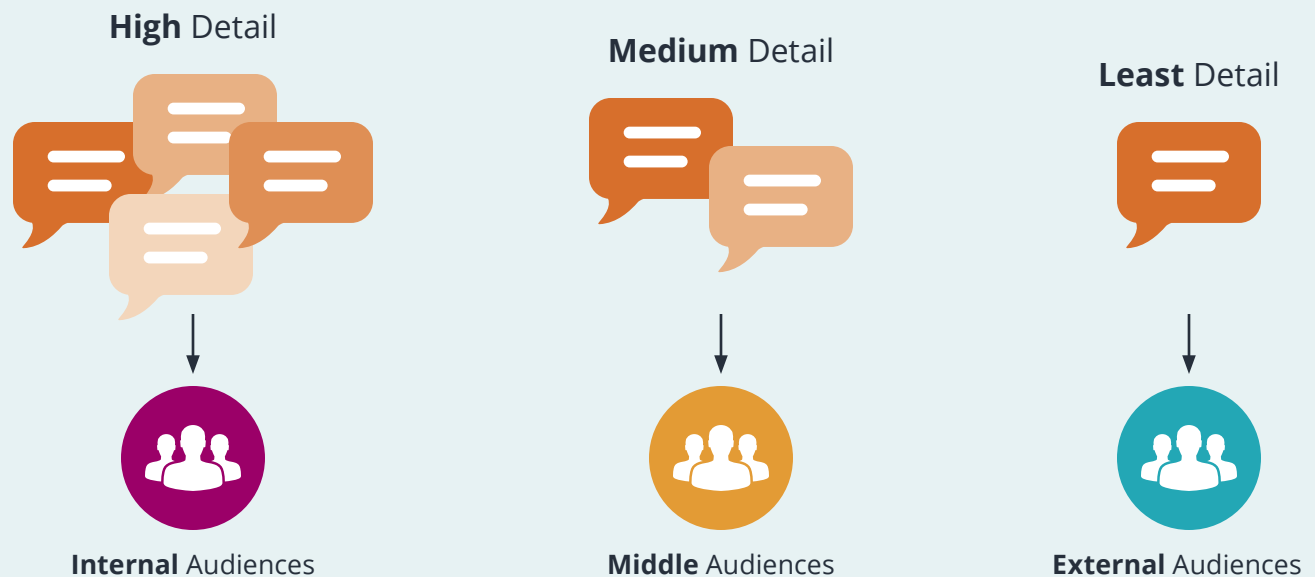 High Detail
Medium Detail
Least Detail
Internal Audiences
Middle Audiences
External Audiences